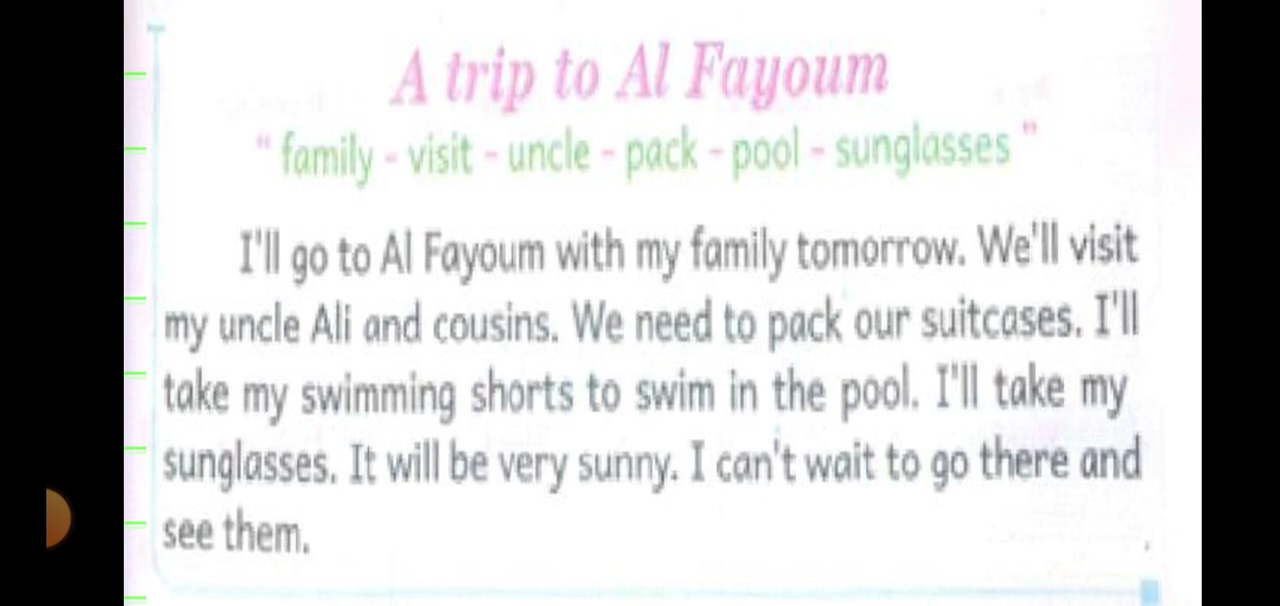 A trip to Al Fayoum
" family - visit - uncle - pack - pool - sunglasses "
I'll go to Al Fayoum with my family tomorrow. We'll visit
my uncle Ali and cousins. We need to pack our suitcases. I'll
take my swimming shorts to swim in the pool. I'll take my
sunglasses. It will be very sunny. I can't wait to go there and
see them.